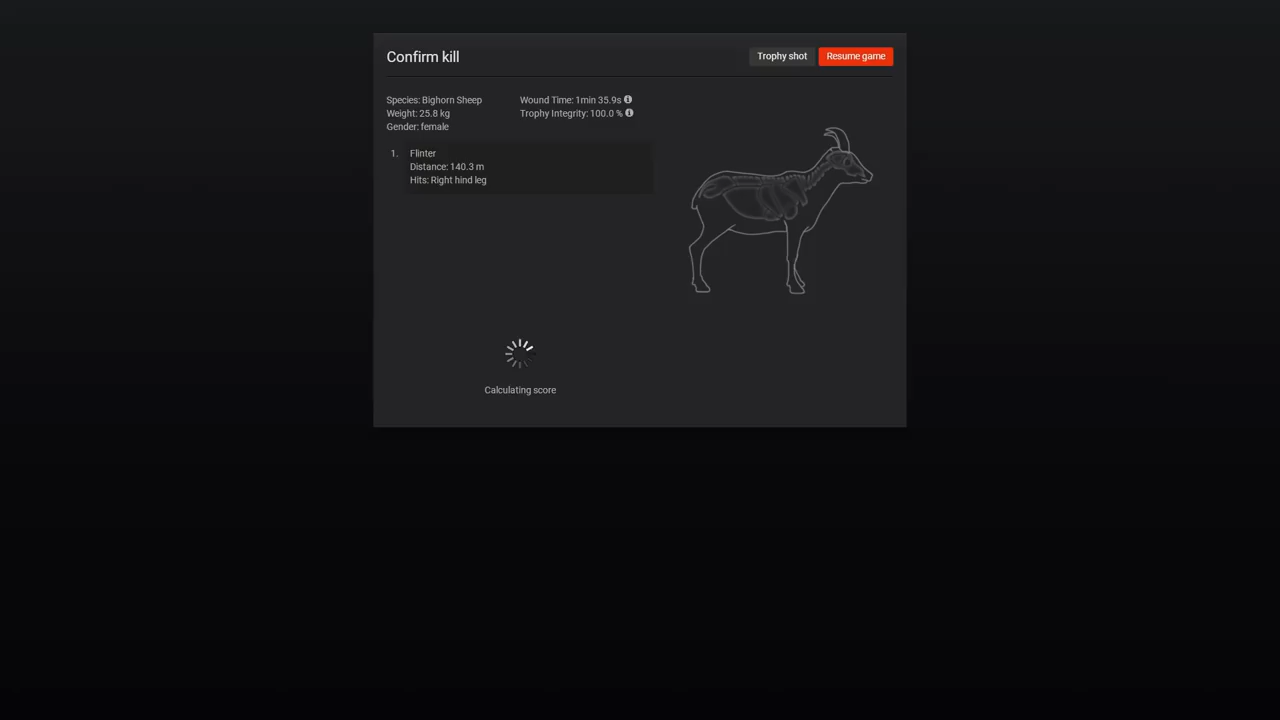 Confirm kill
Trophy shot
Resume game
Species: Bighorn Sheep
Weight: 25.8 kg
Gender: female
Wound Time: 1min 35.9s
Trophy Integrity: 100.0 %
1.
Flinter
Distance: 140.3 m
Hits: Right hind leg
Calculating score